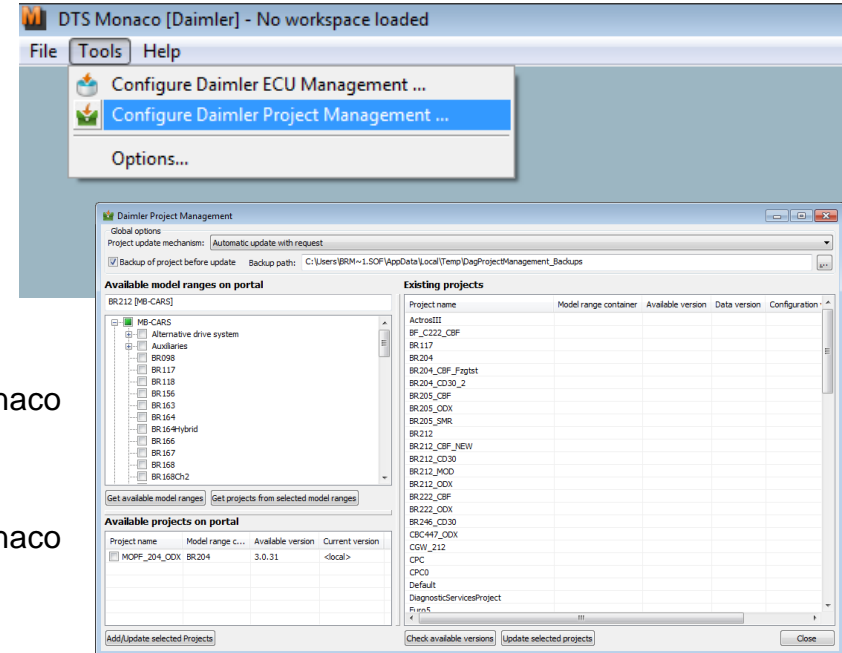 DTS Monaco [Daimler] - No workspace loaded
File Tools Help
Configure Daimler ECU Management ...
Configure Daimler Project Management ...
Options...
Daimler Project Management
Global options
Project update mechanism: Automatic update with request
Backup of project before update Backup path: C:\Users\BRM~1.SOF\AppData\Local\Temp\DagProjectManagement_Backups
Available model ranges on portal
BR212 [MB-CARS]
MB-CARS
Alternative drive system
Auxiliaries
BR098
BR117
BR118
BR156
BR163
BR164
BR164Hybrid
BR166
BR167
BR168
BR168Ch2
Get available model ranges Get projects from selected model ranges
Available projects on portal
Project name Model range c... Available version Current version
MOPF_204_ODX BR204 3.0.31 <local>
Add/Update selected Projects
Existing projects
Project name Model range container Available version Data version Configuration
ActrosIII
BF_C222_CBF
BR117
BR204
BR204_CBF_Fzgtst
BR204_CD30_2
BR205_CBF
BR205_ODX
BR205_SMR
BR212
BR212_CBF_NEW
BR212_CD30
BR212_MOD
BR212_ODX
BR222_CBF
BR222_ODX
BR246_CD30
CBC447_ODX
CGW_212
CPC
CPC0
Default
DiagnosticServicesProject
Euro5
Check available versions Update selected projects Close
naco
naco